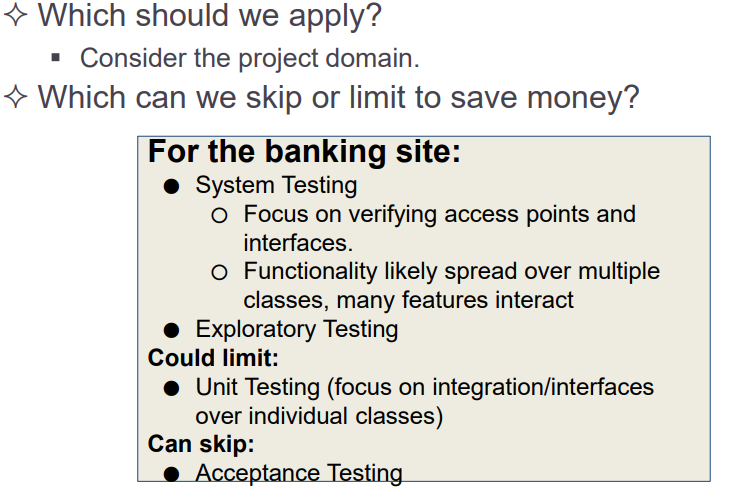 ✧ Which should we apply?
▪ Consider the project domain.
✧ Which can we skip or limit to save money?
For the banking site:
● System Testing
○ Focus on verifying access points and
interfaces.
○ Functionality likely spread over multiple
classes, many features interact
● Exploratory Testing
Could limit:
● Unit Testing (focus on integration/interfaces
over individual classes)
Can skip:
● Acceptance Testing